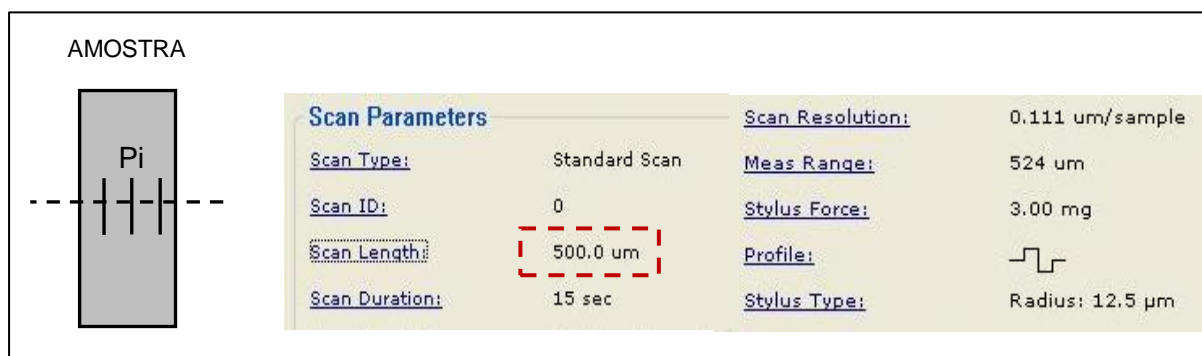 AMOSTRA
Pi
Scan Parameters
Scan Type: Standard Scan
Scan ID: 0
Scan Length: 500.0 um
Scan Duration: 15 sec
Scan Resolution: 0.111 um/sample
Meas Range: 524 um
Stylus Force: 3.00 mg
Profile:
Stylus Type: Radius: 12.5 µm